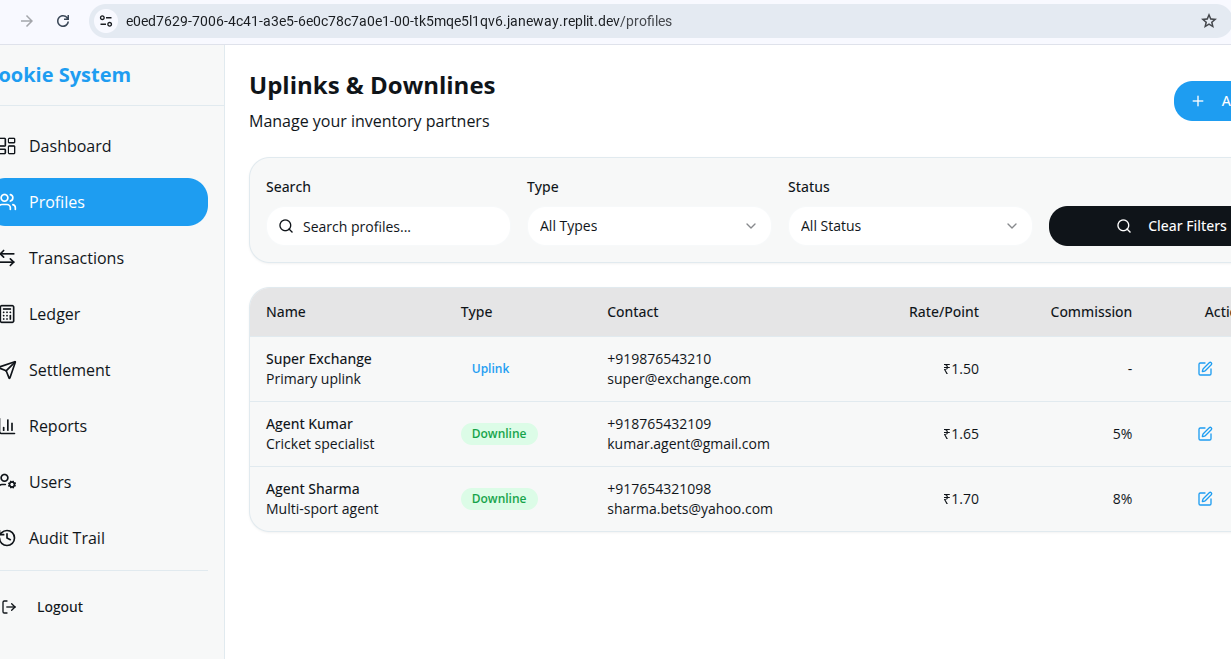 e0ed7629-7006-4c41-a3e5-6e0c78c7a0e1-00-tk5mqe5l1qv6.janeway.replit.dev/profiles
ookie System
Dashboard
Profiles
Transactions
Ledger
Settlement
Reports
Users
Audit Trail
Logout
Uplinks & Downlines
Manage your inventory partners
+ A
Search Type Status
Search profiles... All Types All Status Clear Filters
Name Type Contact Rate/Point Commission Acti
Super Exchange Uplink +919876543210 ₹1.50 -
Primary uplink super@exchange.com
Agent Kumar Downline +918765432109 ₹1.65 5%
Cricket specialist kumar.agent@gmail.com
Agent Sharma Downline +917654321098 ₹1.70 8%
Multi-sport agent sharma.bets@yahoo.com